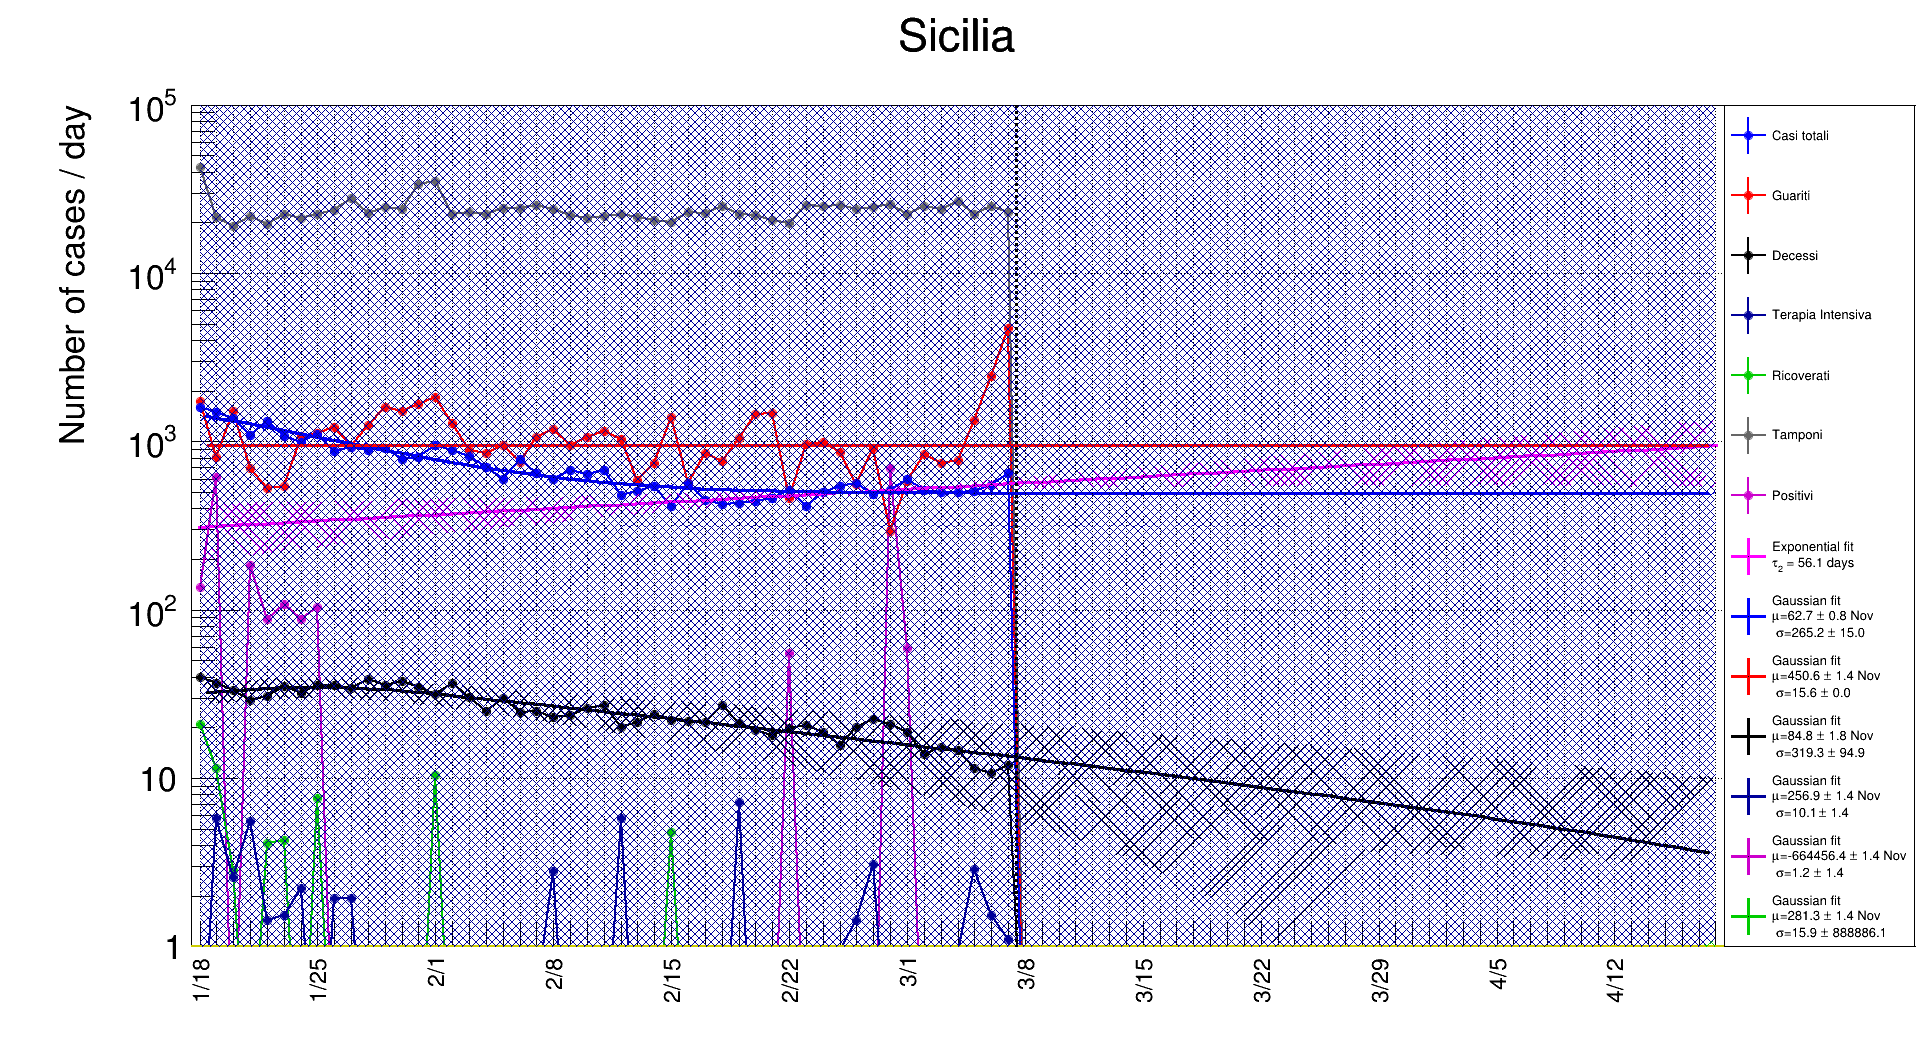 Sicilia
Number of cases / day
10^5
10^4
10^3
10^2
10
1
1/18
1/25
2/1
2/8
2/15
2/22
3/1
3/8
3/15
3/22
3/29
4/5
4/12
Casi totali
Guariti
Decessi
Terapia Intensiva
Ricoverati
Tamponi
Positivi
Exponential fit
τ_2 = 56.1 days
Gaussian fit
μ=62.7 ± 0.8 Nov
σ=265.2 ± 15.0
Gaussian fit
μ=450.6 ± 1.4 Nov
σ=15.6 ± 0.0
Gaussian fit
μ=84.8 ± 1.8 Nov
σ=319.3 ± 94.9
Gaussian fit
μ=256.9 ± 1.4 Nov
σ=10.1 ± 1.4
Gaussian fit
μ=-664456.4 ± 1.4 Nov
σ=1.2 ± 1.4
Gaussian fit
μ=281.3 ± 1.4 Nov
σ=15.9 ± 888886.1